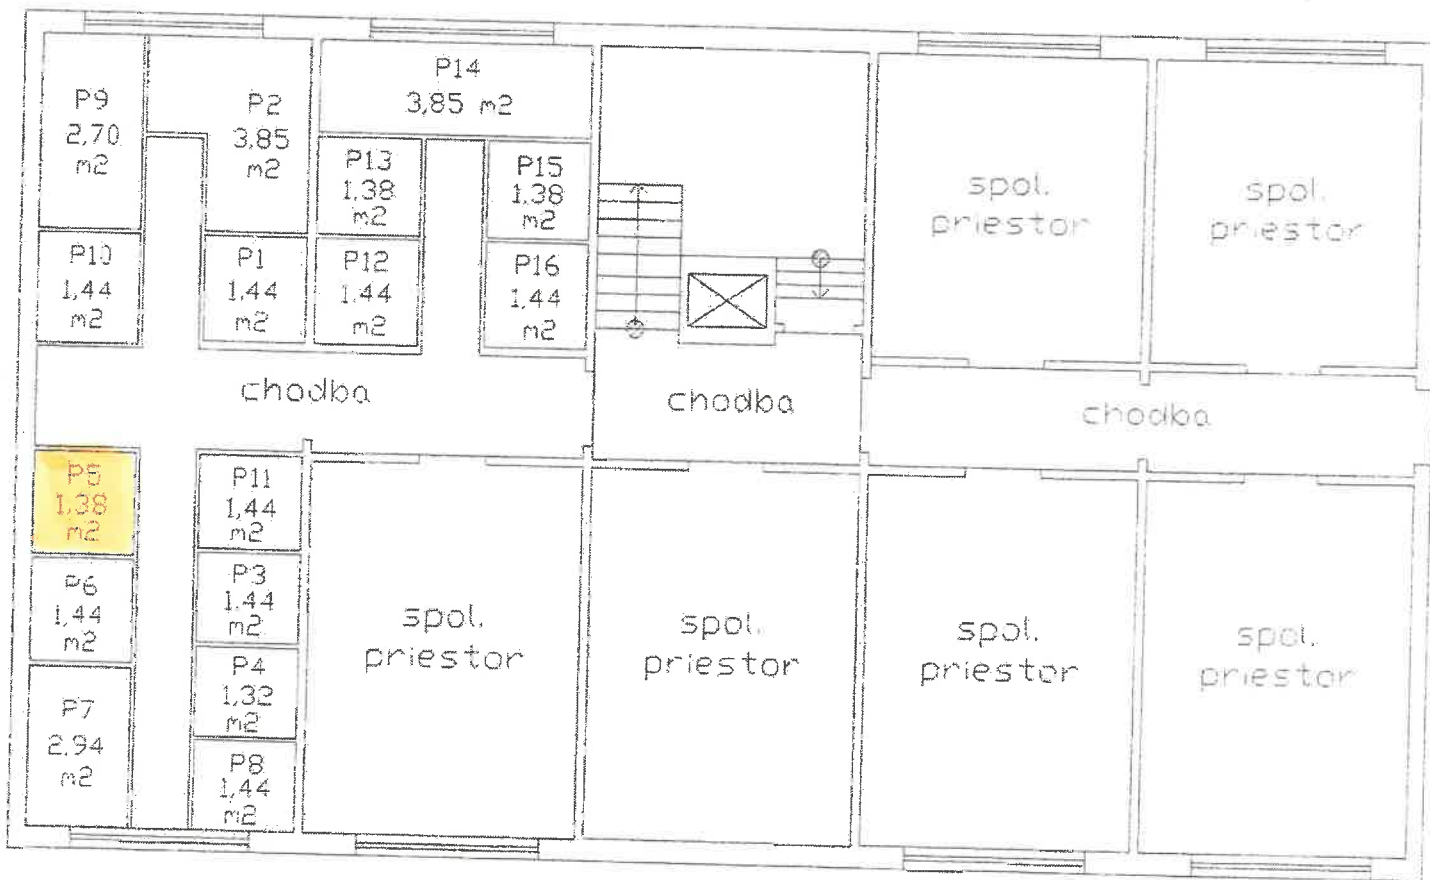 P9
2,70
m2
P2
3,85
m2
P14
3,85 m2
P13
1,38
m2
P15
1,38
m2
P10
1,44
m2
P1
1,44
m2
P12
1,44
m2
P16
1,44
m2
spol.
priestor
spol.
priestor
chodba
chodba
chodba
P5
1,38
m2
P11
1,44
m2
P6
1,44
m2
P3
1,44
m2
P7
2,94
m2
P4
1,32
m2
P8
1,44
m2
spol.
priestor
spol.
priestor
spol.
priestor
spol.
priestor